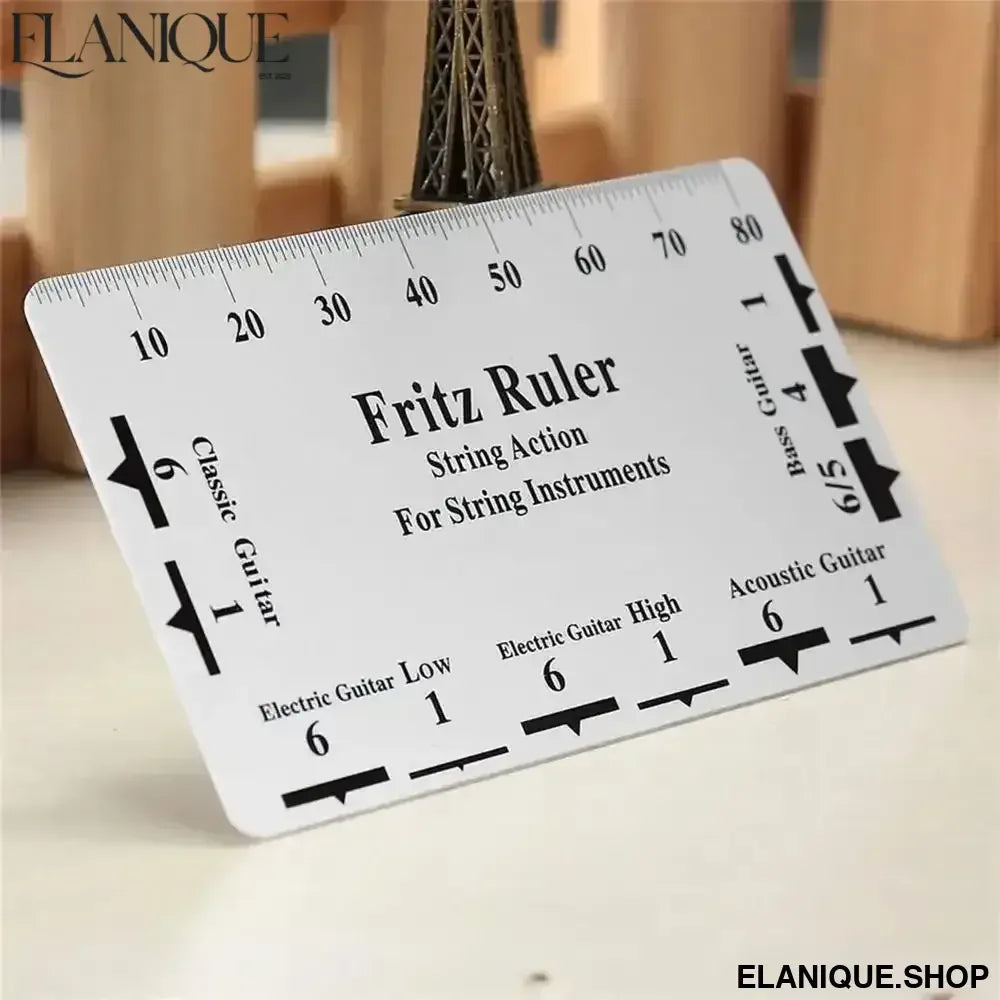 ELANIQUE
10 20 30 40 50 60 70 80
Fritz Ruler
String Action
For String Instruments
6 1
Classic Guitar
1 4 6/5
Bass Guitar
Electric Guitar Low
6 1
Electric Guitar High
6 1
Acoustic Guitar
6 1
ELANIQUE.SHOP